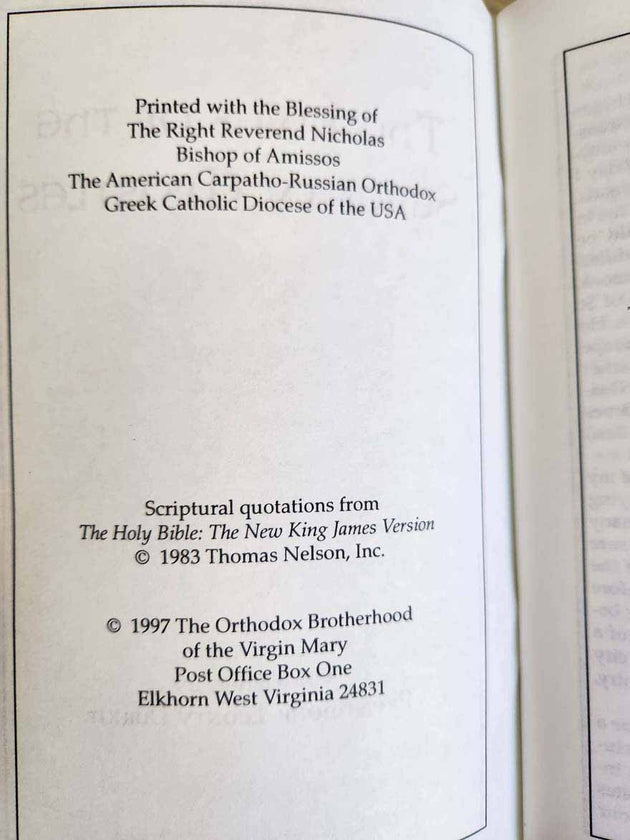 Printed with the Blessing of
The Right Reverend Nicholas
Bishop of Amissos
The American Carpatho-Russian Orthodox
Greek Catholic Diocese of the USA
Scriptural quotations from
The Holy Bible: The New King James Version
© 1983 Thomas Nelson, Inc.
© 1997 The Orthodox Brotherhood
of the Virgin Mary
Post Office Box One
Elkhorn West Virginia 24831